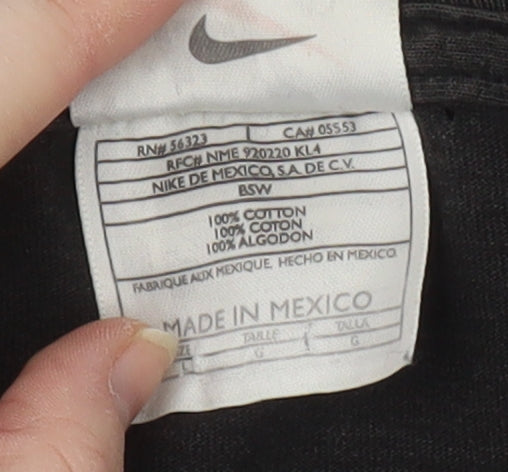 RN# 56323 CA# 05553
RFC# NME 920220 KL4
NIKE DE MEXICO, S.A. DE C.V.
BSW
100% COTTON
100% COTON
100% ALGODON
FABRIQUE AUX MEXIQUE, HECHO EN MEXICO.
MADE IN MEXICO
TAILLE TALLA
L G G